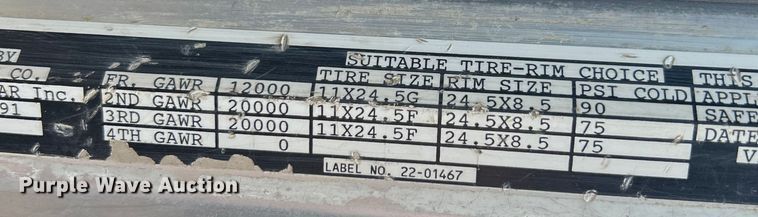 BY
SUITABLE TIRE-RIM CHOICE
CO.
TIRE SIZE RIM SIZE PSI COLD THIS
AR Inc. FR. GAWR 12000 11X24.5G 24.5X8.5 90 APPL
91 2ND GAWR 20000 11X24.5F 24.5X8.5 75 SAFE
3RD GAWR 20000 11X24.5F 24.5X8.5 75 DATE
4TH GAWR 0 V
LABEL NO. 22-01467
Purple Wave Auction